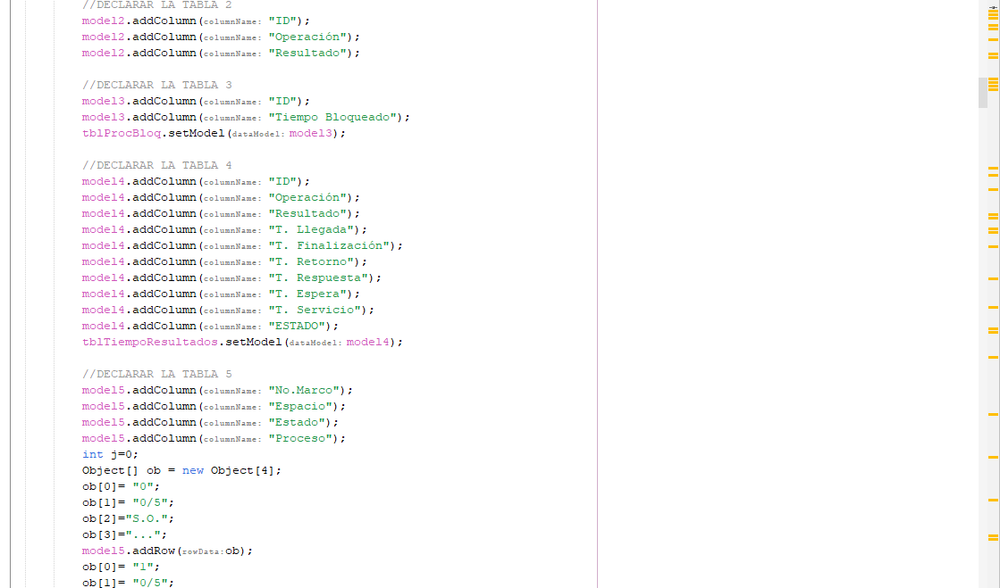 //DECLARAR LA TABLA 2
model2.addColumn(columnName: "ID");
model2.addColumn(columnName: "Operación");
model2.addColumn(columnName: "Resultado");
//DECLARAR LA TABLA 3
model3.addColumn(columnName: "ID");
model3.addColumn(columnName: "Tiempo Bloqueado");
tblProcBloq.setModel(dataModel: model3);
//DECLARAR LA TABLA 4
model4.addColumn(columnName: "ID");
model4.addColumn(columnName: "Operación");
model4.addColumn(columnName: "Resultado");
model4.addColumn(columnName: "T. Llegada");
model4.addColumn(columnName: "T. Finalización");
model4.addColumn(columnName: "T. Retorno");
model4.addColumn(columnName: "T. Respuesta");
model4.addColumn(columnName: "T. Espera");
model4.addColumn(columnName: "T. Servicio");
model4.addColumn(columnName: "ESTADO");
tblTiempoResultados.setModel(dataModel: model4);
//DECLARAR LA TABLA 5
model5.addColumn(columnName: "No.Marco");
model5.addColumn(columnName: "Espacio");
model5.addColumn(columnName: "Estado");
model5.addColumn(columnName: "Proceso");
int j=0;
Object[] ob = new Object[4];
ob[0]= "0";
ob[1]= "0/5";
ob[2]="S.O.";
ob[3]="...";
model5.addRow(rowData:ob);
ob[0]= "1";
ob[1]= "0/5";